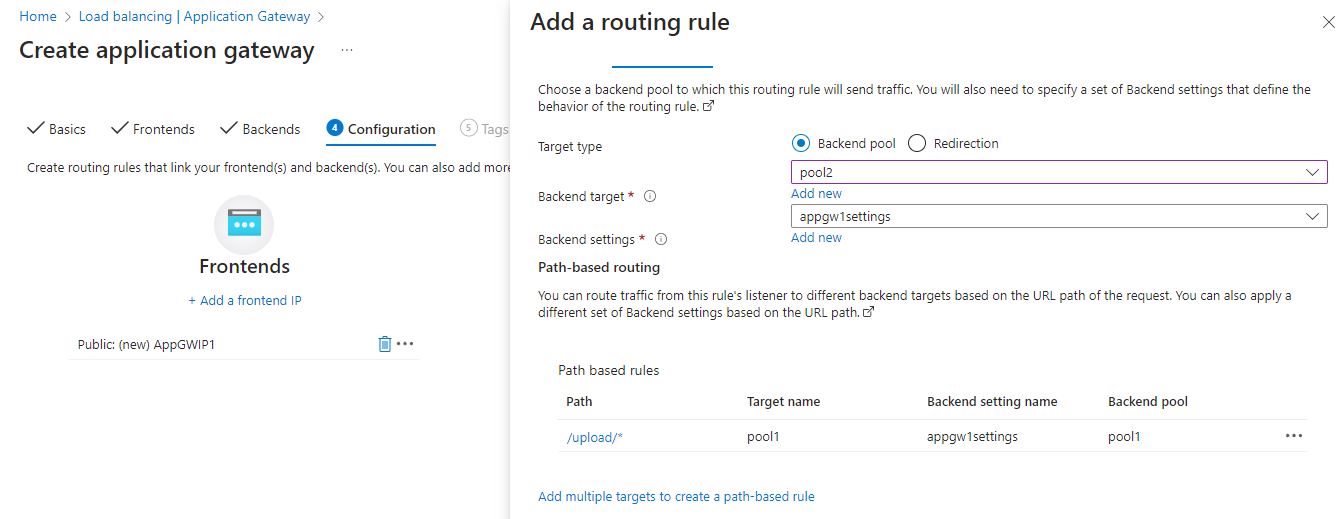 Home > Load balancing | Application Gateway >
Create application gateway ...
Basics Frontends Backends 4 Configuration 5 Tags
Create routing rules that link your frontend(s) and backend(s). You can also add more
Frontends
+ Add a frontend IP
Public: (new) AppGWIP1
Add a routing rule
Choose a backend pool to which this routing rule will send traffic. You will also need to specify a set of Backend settings that define the
behavior of the routing rule.
Target type
Backend pool Redirection
pool2
Backend target *
Add new
appgw1settings
Backend settings *
Add new
Path-based routing
You can route traffic from this rule's listener to different backend targets based on the URL path of the request. You can also apply a
different set of Backend settings based on the URL path.
Path based rules
Path Target name Backend setting name Backend pool
/upload/* pool1 appgw1settings pool1
Add multiple targets to create a path-based rule